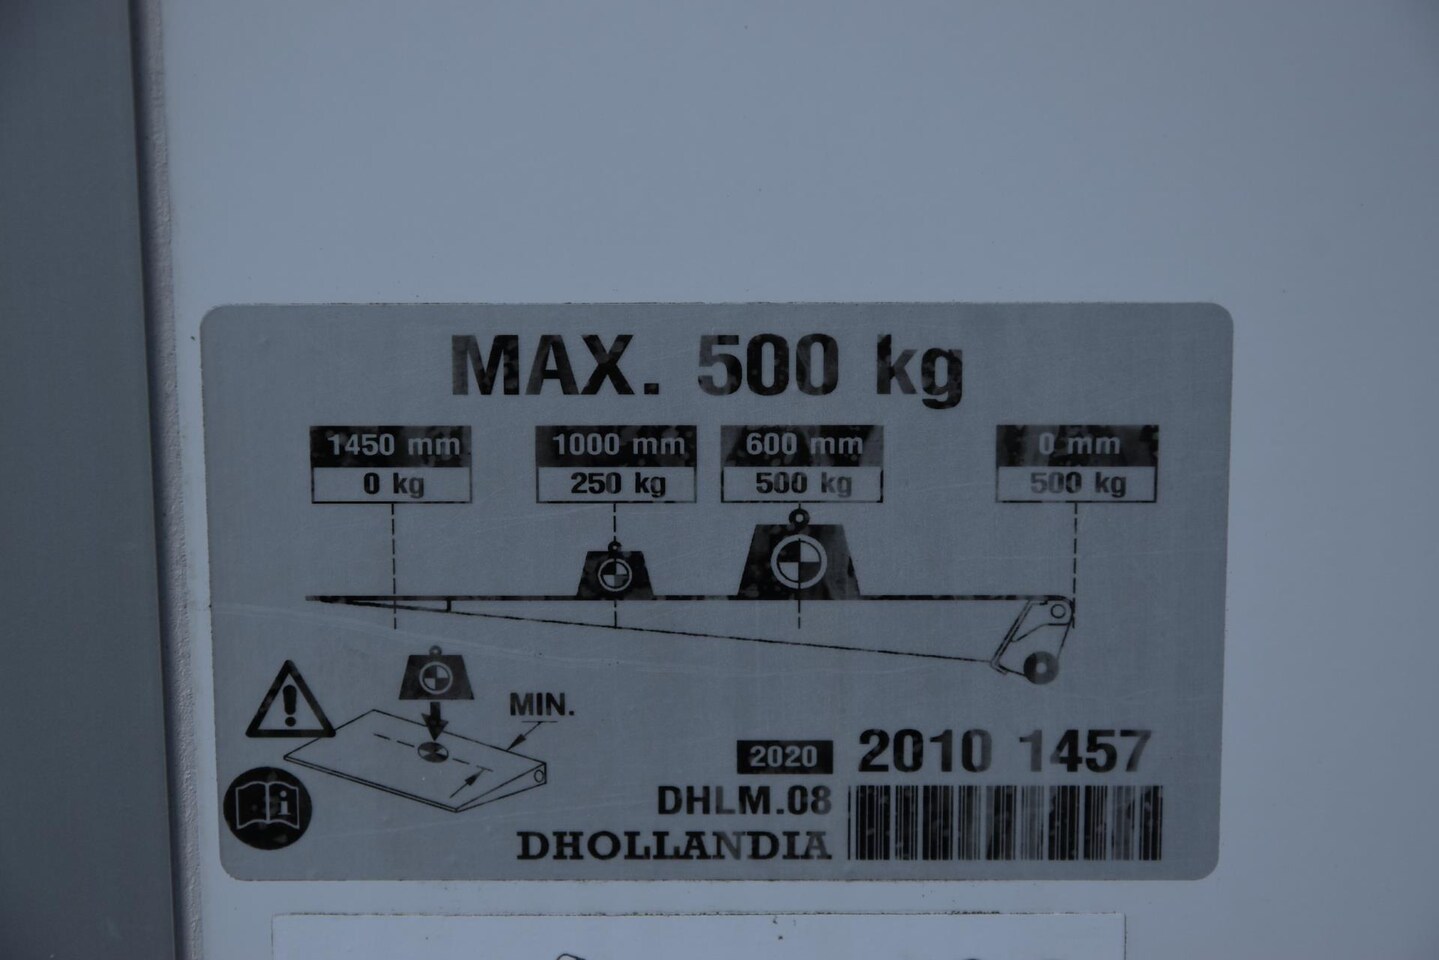 MAX. 500 kg
1450 mm 1000 mm 600 mm 0 mm
0 kg 250 kg 500 kg 500 kg
MIN.
2020 2010 1457
DHLM.08
DHOLLANDIA